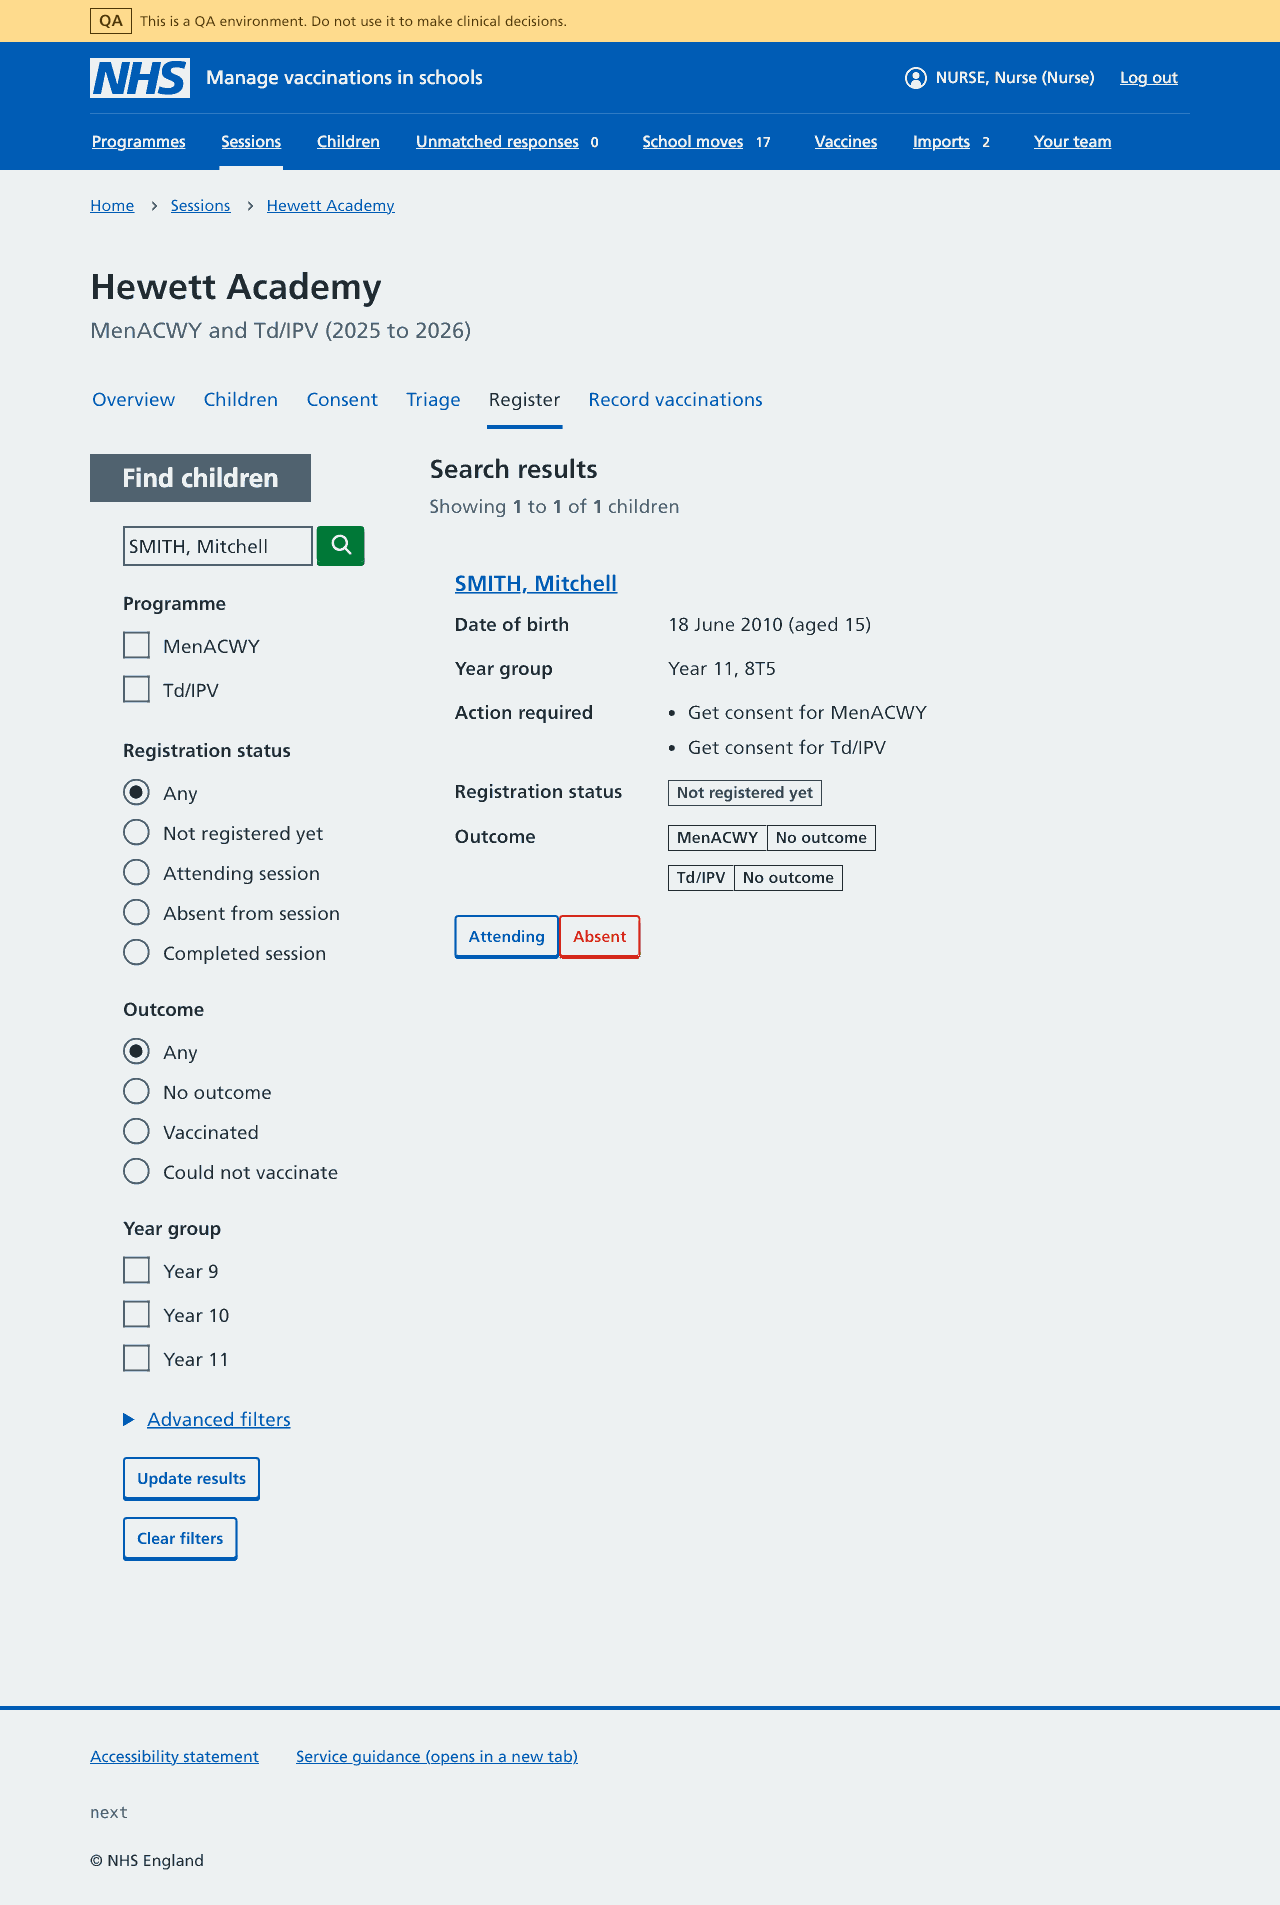 QA This is a QA environment. Do not use it to make clinical decisions.
NHS Manage vaccinations in schools NURSE, Nurse (Nurse) Log out
Programmes Sessions Children Unmatched responses 0 School moves 17 Vaccines Imports 2 Your team
Home Sessions Hewett Academy
Hewett Academy
MenACWY and Td/IPV (2025 to 2026)
Overview Children Consent Triage Register Record vaccinations
Find children
SMITH, Mitchell
Programme
MenACWY
Td/IPV
Registration status
Any
Not registered yet
Attending session
Absent from session
Completed session
Outcome
Any
No outcome
Vaccinated
Could not vaccinate
Year group
Year 9
Year 10
Year 11
Advanced filters
Update results
Clear filters
Search results
Showing 1 to 1 of 1 children
SMITH, Mitchell
Date of birth 18 June 2010 (aged 15)
Year group Year 11, 8T5
Action required • Get consent for MenACWY
• Get consent for Td/IPV
Registration status Not registered yet
Outcome MenACWY No outcome
Td/IPV No outcome
Attending Absent
Accessibility statement Service guidance (opens in a new tab)
next
© NHS England